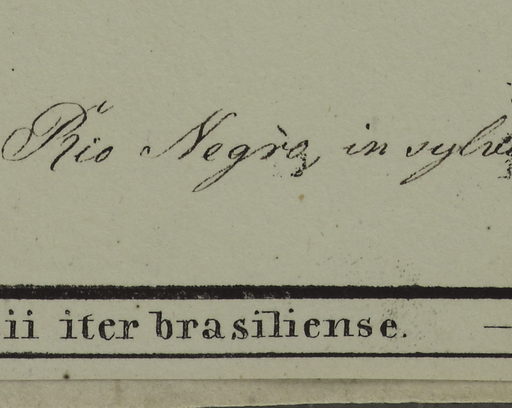 Rio Negro, in sylv
ii iter brasiliense. —